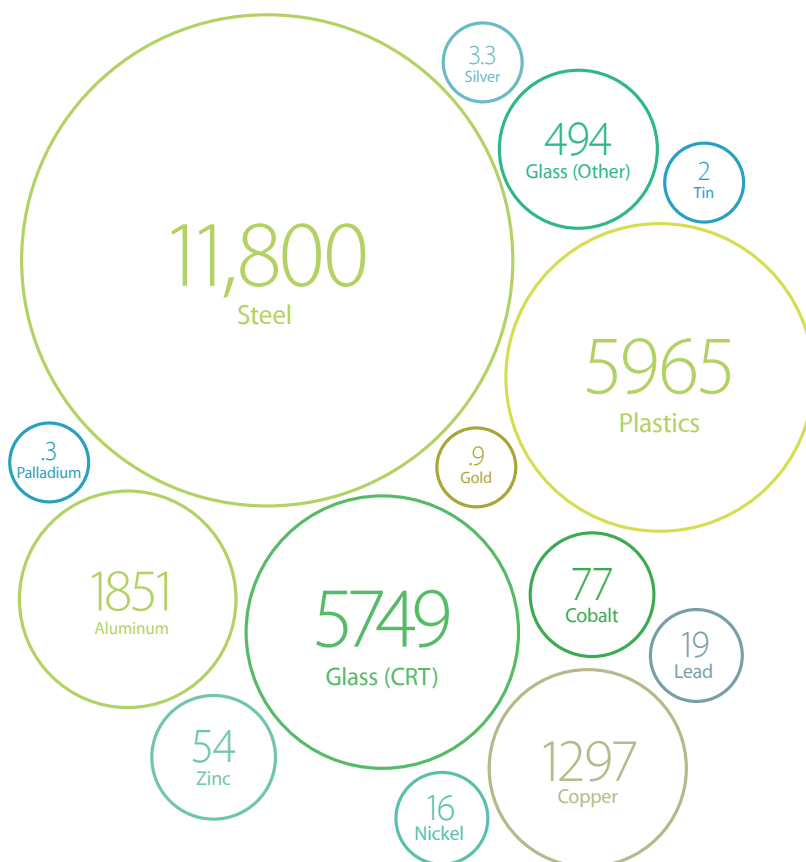 3.3
Silver
494
Glass (Other)
2
Tin
11,800
Steel
5965
Plastics
.3
Palladium
.9
Gold
1851
Aluminum
5749
Glass (CRT)
77
Cobalt
19
Lead
54
Zinc
1297
Copper
16
Nickel